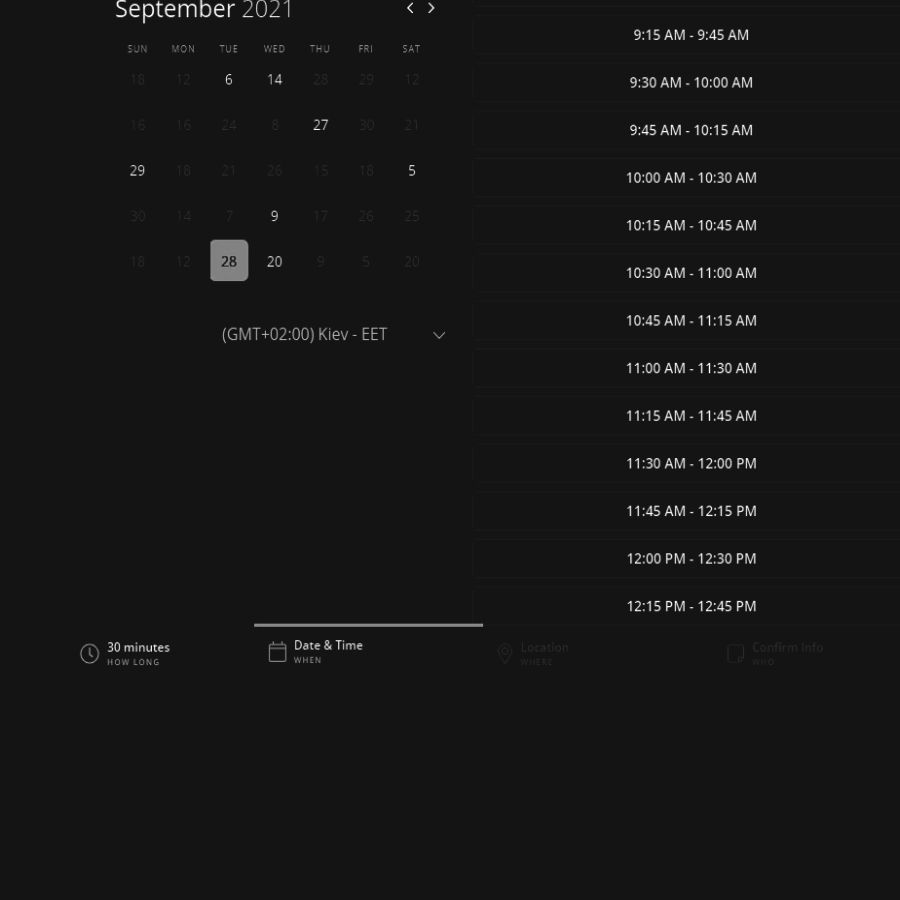 September 2021
SUN MON TUE WED THU FRI SAT
18 12 6 14 28 29 12
16 16 24 8 27 30 21
29 18 21 26 15 18 5
30 14 7 9 17 26 25
18 12 28 20 9 5 20
(GMT+02:00) Kiev - EET
9:15 AM - 9:45 AM
9:30 AM - 10:00 AM
9:45 AM - 10:15 AM
10:00 AM - 10:30 AM
10:15 AM - 10:45 AM
10:30 AM - 11:00 AM
10:45 AM - 11:15 AM
11:00 AM - 11:30 AM
11:15 AM - 11:45 AM
11:30 AM - 12:00 PM
11:45 AM - 12:15 PM
12:00 PM - 12:30 PM
12:15 PM - 12:45 PM
30 minutes
HOW LONG
Date & Time
WHEN
Location
WHERE
Confirm Info
WHO